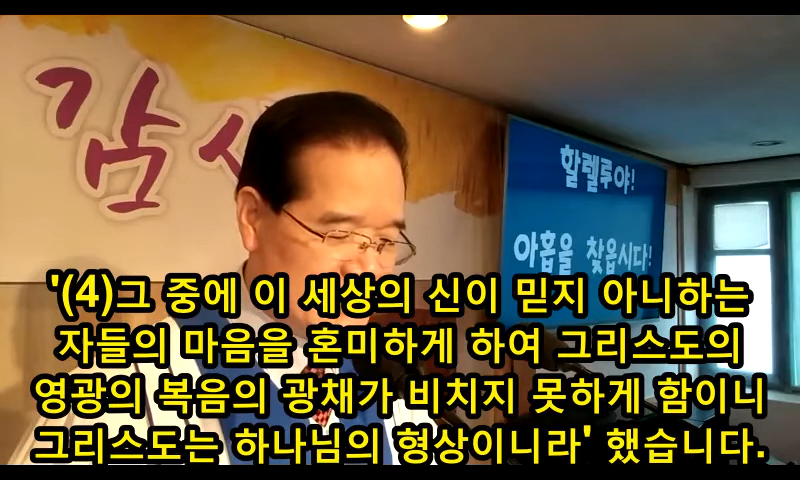 감사
할렐루야!
아홉을 찾읍시다!
'(4)그 중에 이 세상의 신이 믿지 아니하는
자들의 마음을 혼미하게 하여 그리스도의
영광의 복음의 광채가 비치지 못하게 함이니
그리스도는 하나님의 형상이니라' 했습니다.